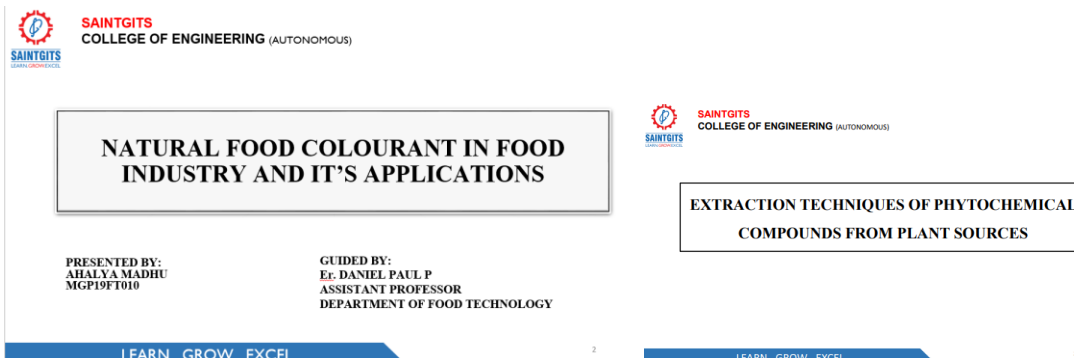 SAINTGITS
COLLEGE OF ENGINEERING (AUTONOMOUS)
SAINTGITS
LEARN.GROW.EXCEL
NATURAL FOOD COLOURANT IN FOOD
INDUSTRY AND IT'S APPLICATIONS
PRESENTED BY:
AHALYA MADHU
MGP19FT010
GUIDED BY:
Er. DANIEL PAUL P
ASSISTANT PROFESSOR
DEPARTMENT OF FOOD TECHNOLOGY
LEARN GROW EXCEL
2
SAINTGITS
COLLEGE OF ENGINEERING (AUTONOMOUS)
SAINTGITS
LEARN.GROW.EXCEL
EXTRACTION TECHNIQUES OF PHYTOCHEMICAL
COMPOUNDS FROM PLANT SOURCES
LEARN GROW EXCEL